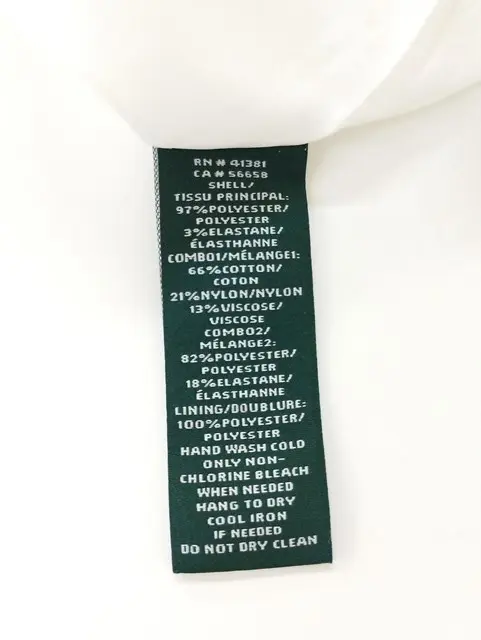 RN # 41381
CA # 56658
SHELL/
TISSU PRINCIPAL:
97%POLYESTER/
POLYESTER
3%ELASTANE/
ÉLASTHANNE
COMBO1/MÉLANGE1:
66%COTTON/
COTON
21%NYLON/NYLON
13%VISCOSE/
VISCOSE
COMBO2/
MÉLANGE2:
82%POLYESTER/
POLYESTER
18%ELASTANE/
ÉLASTHANNE
LINING/DOUBLURE:
100%POLYESTER/
POLYESTER
HAND WASH COLD
ONLY NON-
CHLORINE BLEACH
WHEN NEEDED
HANG TO DRY
COOL IRON
IF NEEDED
DO NOT DRY CLEAN